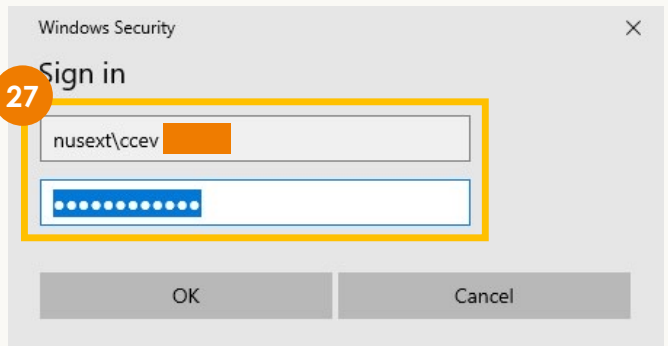 Windows Security
Sign in
27
nusext\ccev
●●●●●●●●●●●●
OK
Cancel